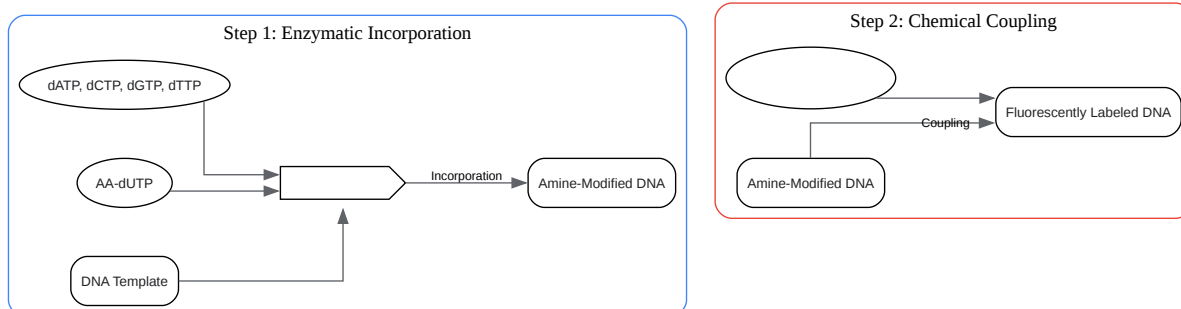 Step 1: Enzymatic Incorporation
dATP, dCTP, dGTP, dTTP
AA-dUTP
Incorporation
Amine-Modified DNA
DNA Template
Step 2: Chemical Coupling
Fluorescently Labeled DNA
Coupling
Amine-Modified DNA